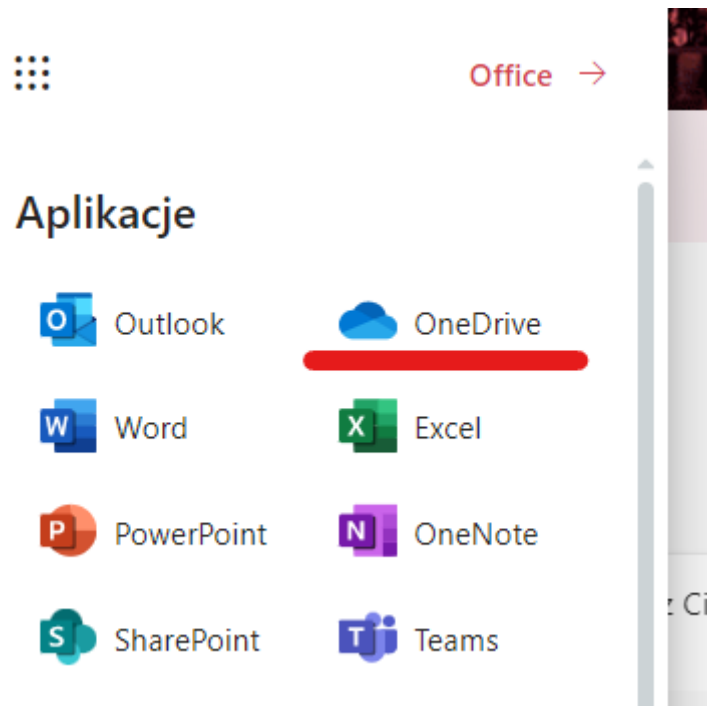 Office →
Aplikacje
Outlook OneDrive
Word Excel
PowerPoint OneNote
SharePoint Teams